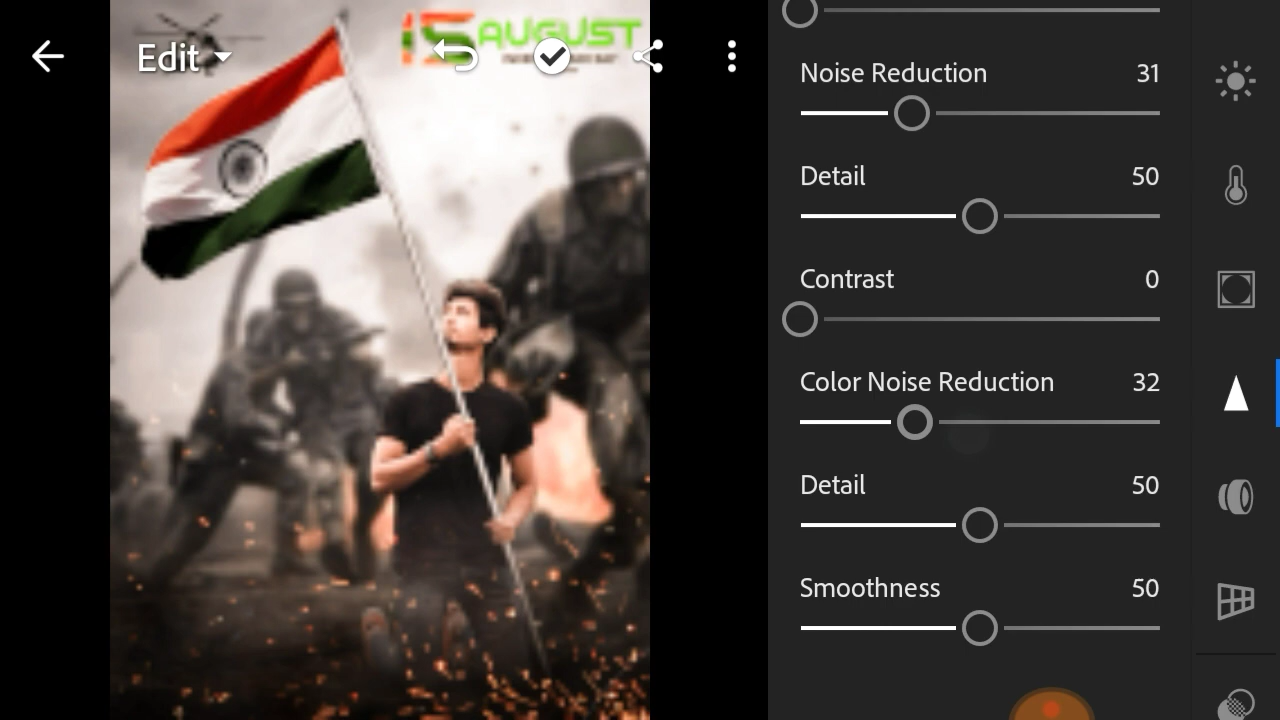 Edit
15 AUGUST
Noise Reduction 31
Detail 50
Contrast 0
Color Noise Reduction 32
Detail 50
Smoothness 50